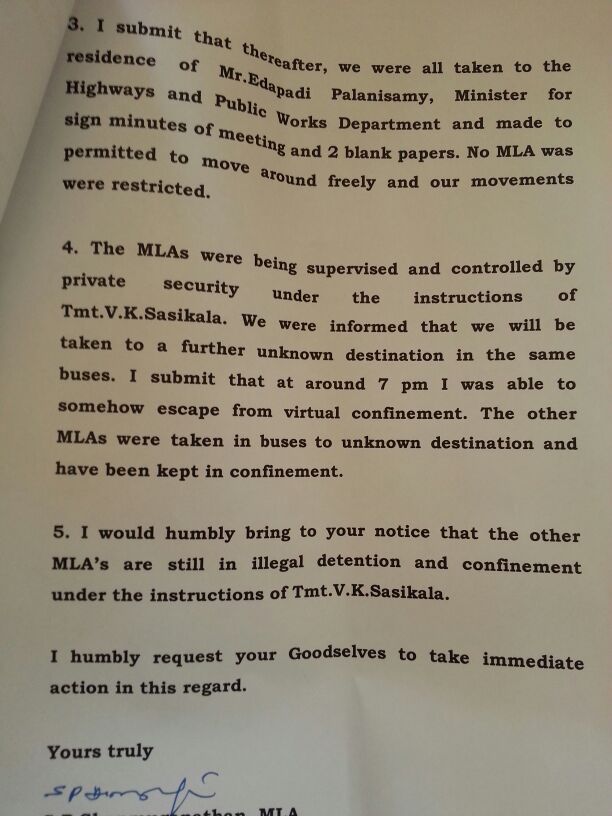 3. I submit that thereafter, we were all taken to the
residence of Mr.Edapadi Palanisamy, Minister for
Highways and Public Works Department and made to
sign minutes of meeting and 2 blank papers. No MLA was
permitted to move around freely and our movements
were restricted.
4. The MLAs were being supervised and controlled by
private security under the instructions of
Tmt.V.K.Sasikala. We were informed that we will be
taken to a further unknown destination in the same
buses. I submit that at around 7 pm I was able to
somehow escape from virtual confinement. The other
MLAs were taken in buses to unknown destination and
have been kept in confinement.
5. I would humbly bring to your notice that the other
MLA's are still in illegal detention and confinement
under the instructions of Tmt.V.K.Sasikala.
I humbly request your Goodselves to take immediate
action in this regard.
Yours truly
MLA